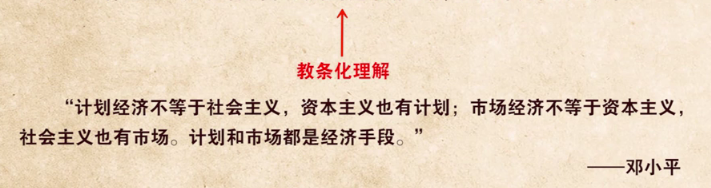 教条化理解
“计划经济不等于社会主义，资本主义也有计划；市场经济不等于资本主义，
社会主义也有市场。计划和市场都是经济手段。”
——邓小平